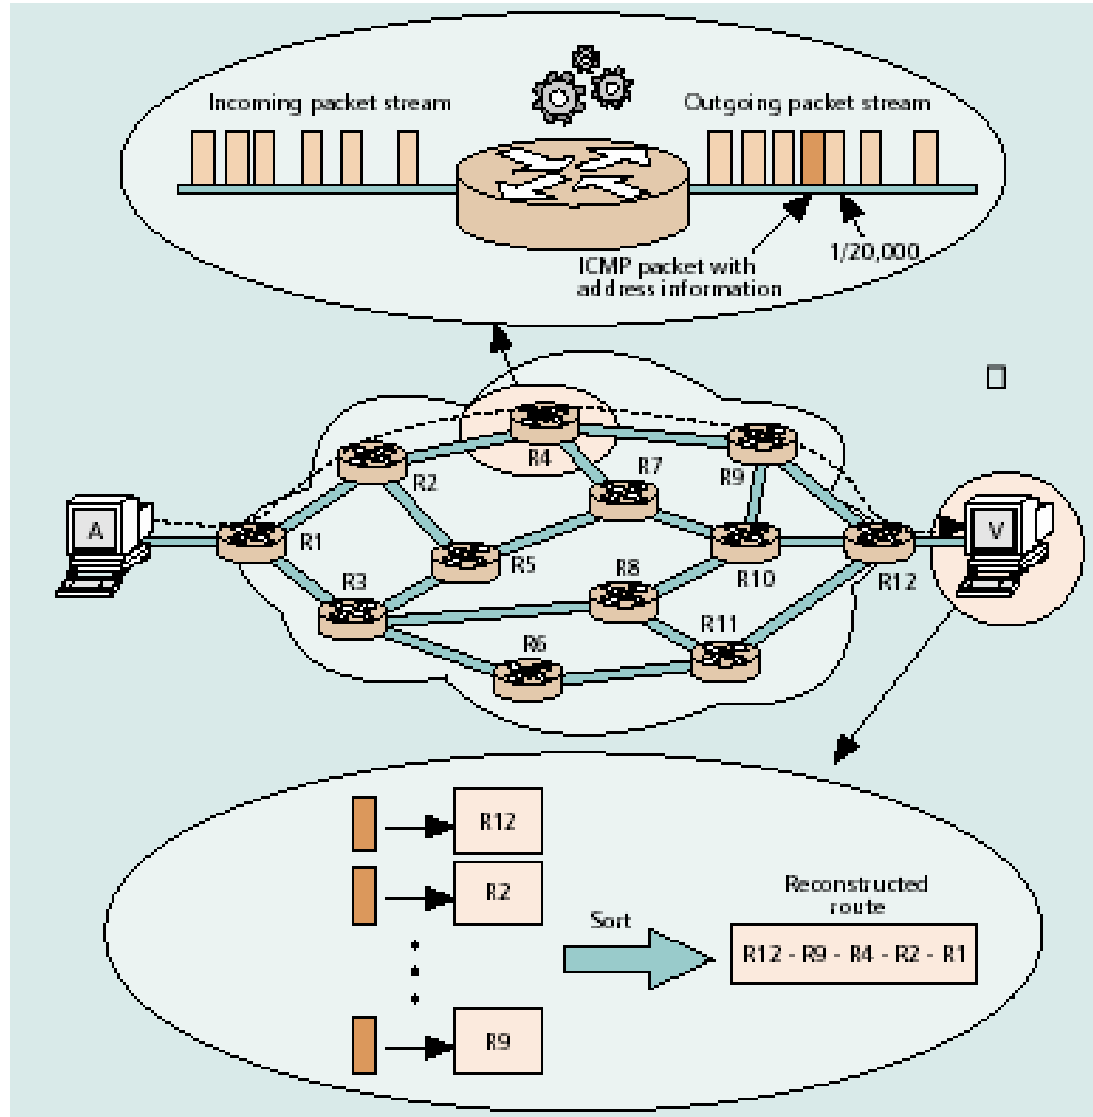 Incoming packet stream
Outgoing packet stream
1/20,000
ICMP packet with
address information
R4
R2
R7
R9
A
R1
V
R5
R3
R8
R10
R12
R11
R6
R12
R2
Reconstructed
route
Sort
R12 - R9 - R4 - R2 - R1
R9